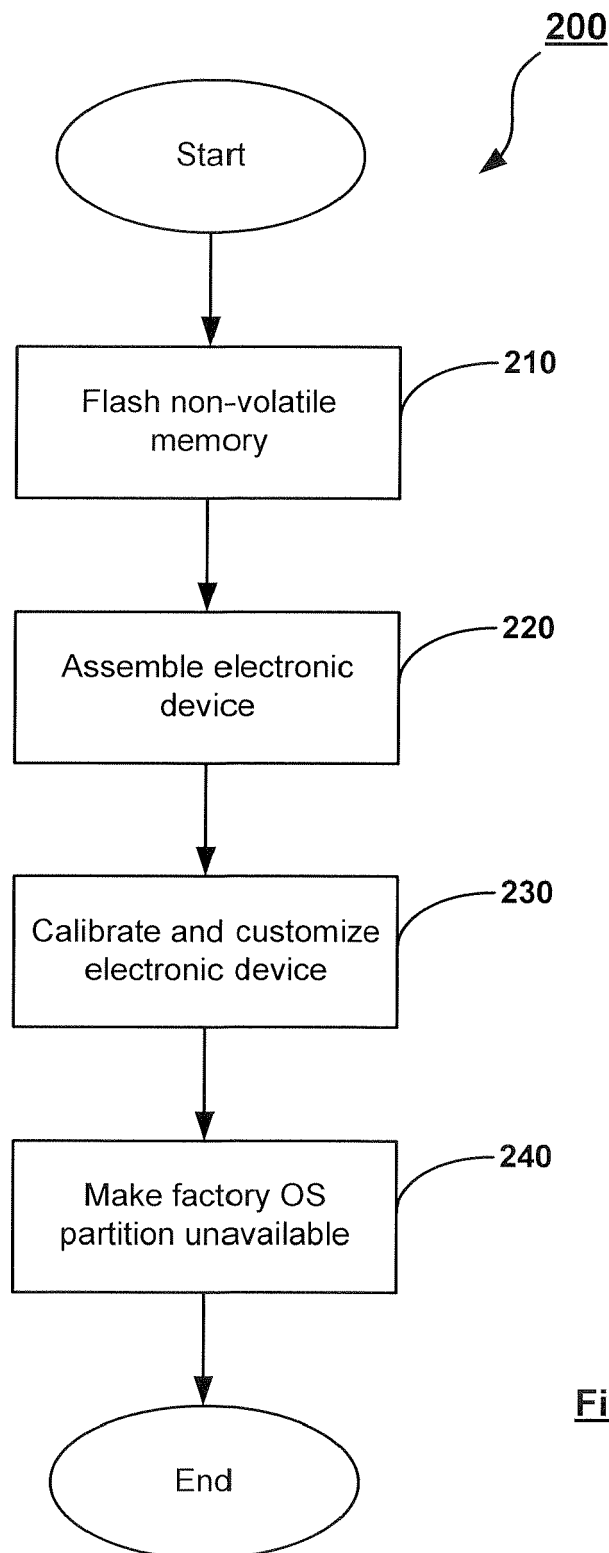 200
Start
Flash non-volatile
memory
210
Assemble electronic
device
220
Calibrate and customize
electronic device
230
Make factory OS
partition unavailable
240
End
Fi